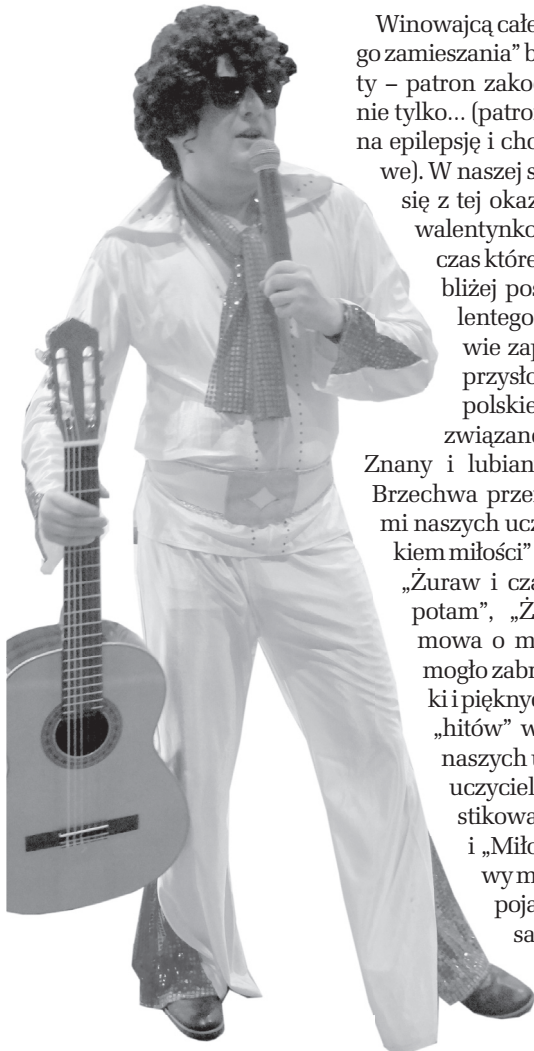 Winowajcą całe
go zamieszania” b
ty – patron zako
nie tylko... (patron
na epilepsję i cho
we). W naszej s
się z tej okaz
walentynko
czas które
bliżej pos
lentego
wie zap
przysło
polskie
związane
Znany i lubian
Brzechwa prze
mi naszych ucz
kiem miłości”
„Żuraw i cza
potam”, „Ż
mowa o m
mogło zabr
ki i pięknyc
„hitów” w
naszych u
uczyciel
stikowa
i „Miło
wy m
poja
sa